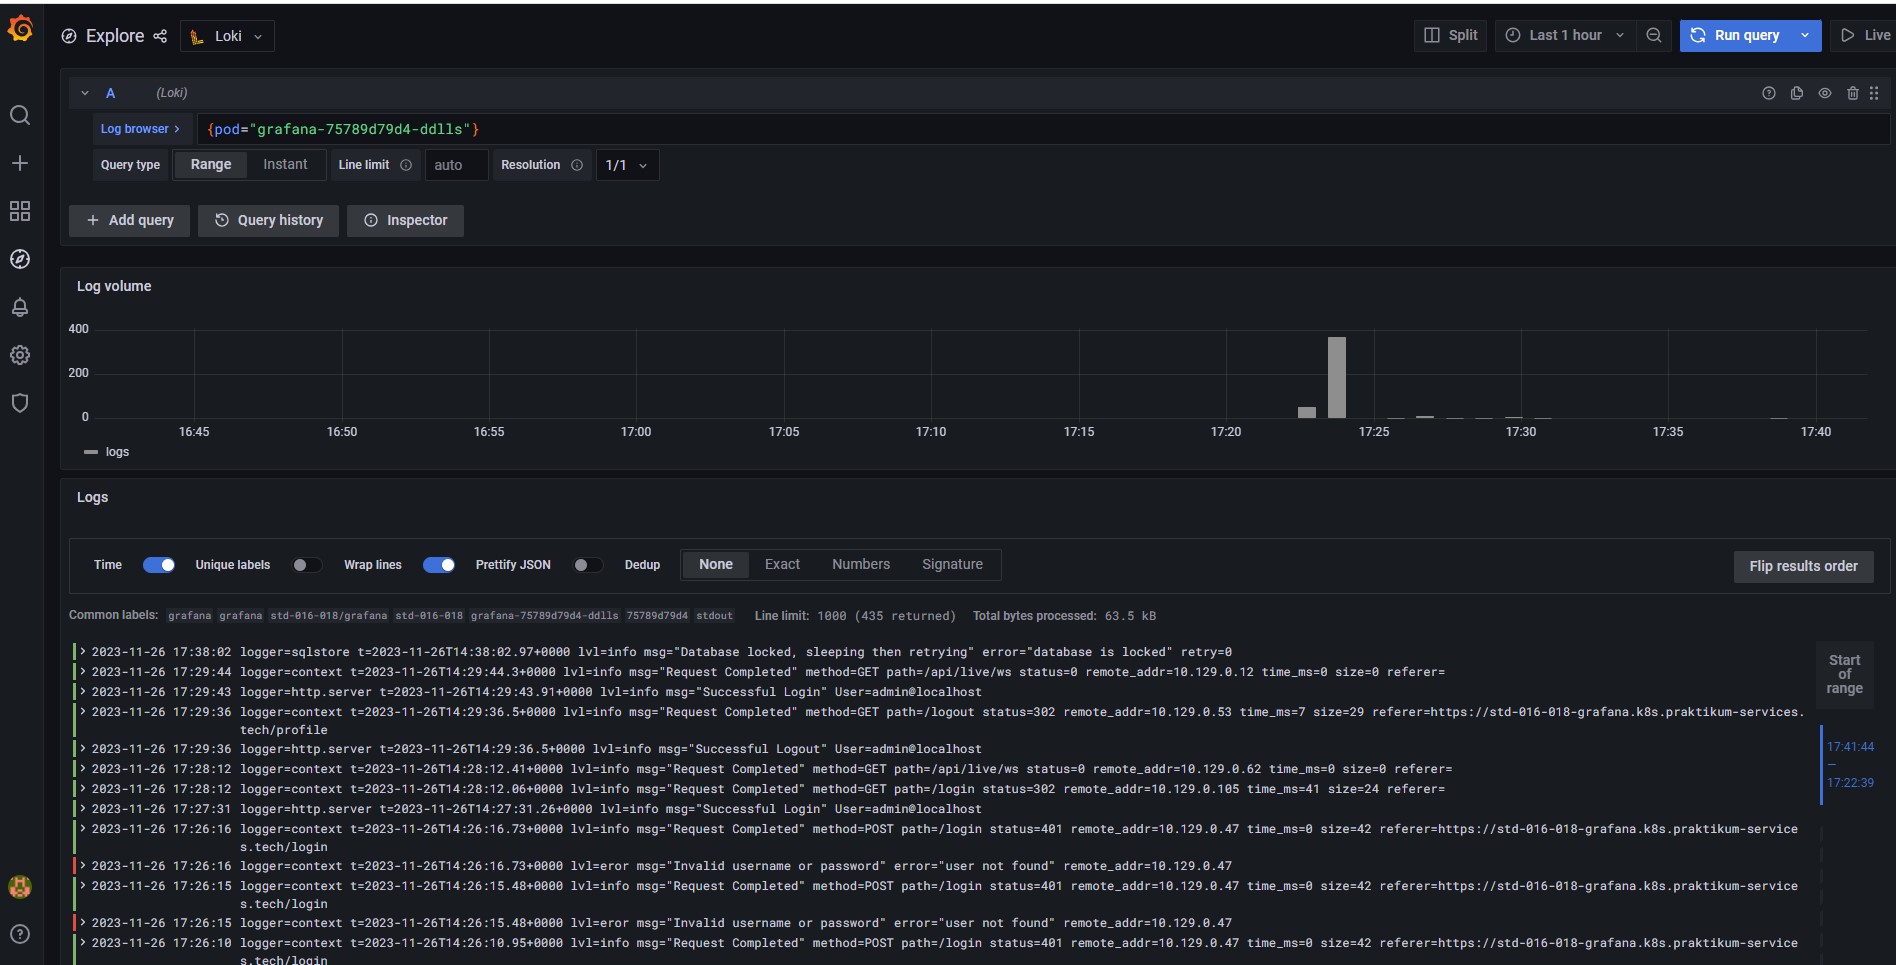 Explore
Loki
Split
Last 1 hour
Run query
Live
A (Loki)
Log browser > {pod="grafana-75789d79d4-ddlls"}
Query type Range Instant Line limit auto Resolution 1/1
+ Add query Query history Inspector
Log volume
400
200
0
16:45 16:50 16:55 17:00 17:05 17:10 17:15 17:20 17:25 17:30 17:35 17:40
logs
Logs
Time Unique labels Wrap lines Prettify JSON Dedup None Exact Numbers Signature Flip results order
Common labels: grafana grafana std-016-018/grafana std-016-018 grafana-75789d79d4-ddlls 75789d79d4 stdout Line limit: 1000 (435 returned) Total bytes processed: 63.5 kB
> 2023-11-26 17:38:02 logger=sqlstore t=2023-11-26T14:38:02.97+0000 lvl=info msg="Database locked, sleeping then retrying" error="database is locked" retry=0
> 2023-11-26 17:29:44 logger=context t=2023-11-26T14:29:44.3+0000 lvl=info msg="Request Completed" method=GET path=/api/live/ws status=0 remote_addr=10.129.0.12 time_ms=0 size=0 referer=
> 2023-11-26 17:29:43 logger=http.server t=2023-11-26T14:29:43.91+0000 lvl=info msg="Successful Login" User=admin@localhost
> 2023-11-26 17:29:36 logger=context t=2023-11-26T14:29:36.5+0000 lvl=info msg="Request Completed" method=GET path=/logout status=302 remote_addr=10.129.0.53 time_ms=7 size=29 referer=https://std-016-018-grafana.k8s.praktikum-services.
tech/profile
> 2023-11-26 17:29:36 logger=http.server t=2023-11-26T14:29:36.5+0000 lvl=info msg="Successful Logout" User=admin@localhost
> 2023-11-26 17:28:12 logger=context t=2023-11-26T14:28:12.41+0000 lvl=info msg="Request Completed" method=GET path=/api/live/ws status=0 remote_addr=10.129.0.62 time_ms=0 size=0 referer=
> 2023-11-26 17:28:12 logger=context t=2023-11-26T14:28:12.06+0000 lvl=info msg="Request Completed" method=GET path=/login status=302 remote_addr=10.129.0.105 time_ms=41 size=24 referer=
> 2023-11-26 17:27:31 logger=http.server t=2023-11-26T14:27:31.26+0000 lvl=info msg="Successful Login" User=admin@localhost
> 2023-11-26 17:26:16 logger=context t=2023-11-26T14:26:16.73+0000 lvl=info msg="Request Completed" method=POST path=/login status=401 remote_addr=10.129.0.47 time_ms=0 size=42 referer=https://std-016-018-grafana.k8s.praktikum-service
s.tech/login
> 2023-11-26 17:26:16 logger=context t=2023-11-26T14:26:16.73+0000 lvl=eror msg="Invalid username or password" error="user not found" remote_addr=10.129.0.47
> 2023-11-26 17:26:15 logger=context t=2023-11-26T14:26:15.48+0000 lvl=info msg="Request Completed" method=POST path=/login status=401 remote_addr=10.129.0.47 time_ms=0 size=42 referer=https://std-016-018-grafana.k8s.praktikum-service
s.tech/login
> 2023-11-26 17:26:15 logger=context t=2023-11-26T14:26:15.48+0000 lvl=eror msg="Invalid username or password" error="user not found" remote_addr=10.129.0.47
> 2023-11-26 17:26:10 logger=context t=2023-11-26T14:26:10.95+0000 lvl=info msg="Request Completed" method=POST path=/login status=401 remote_addr=10.129.0.47 time_ms=0 size=42 referer=https://std-016-018-grafana.k8s.praktikum-service
s.tech/login
Start
of
range
17:41:44
—
17:22:39